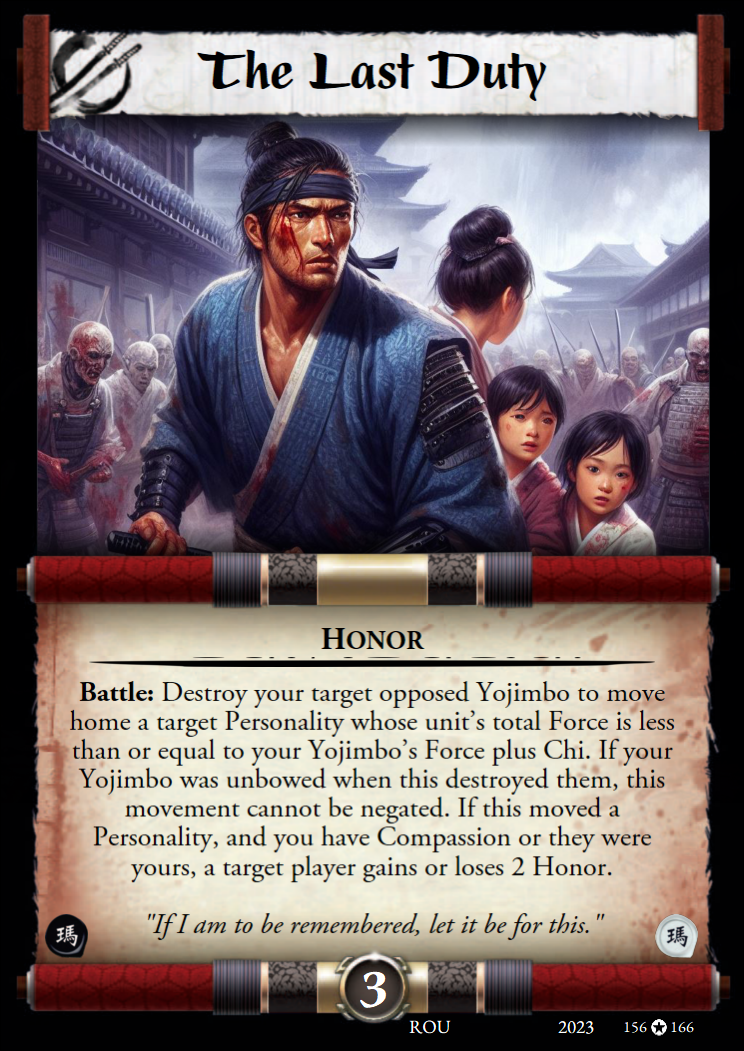 The Last Duty
HONOR
Battle: Destroy your target opposed Yojimbo to move
home a target Personality whose unit's total Force is less
than or equal to your Yojimbo's Force plus Chi. If your
Yojimbo was unbowed when this destroyed them, this
movement cannot be negated. If this moved a
Personality, and you have Compassion or they were
yours, a target player gains or loses 2 Honor.
"If I am to be remembered, let it be for this."
瑪 瑪
3
ROU 2023 156 166